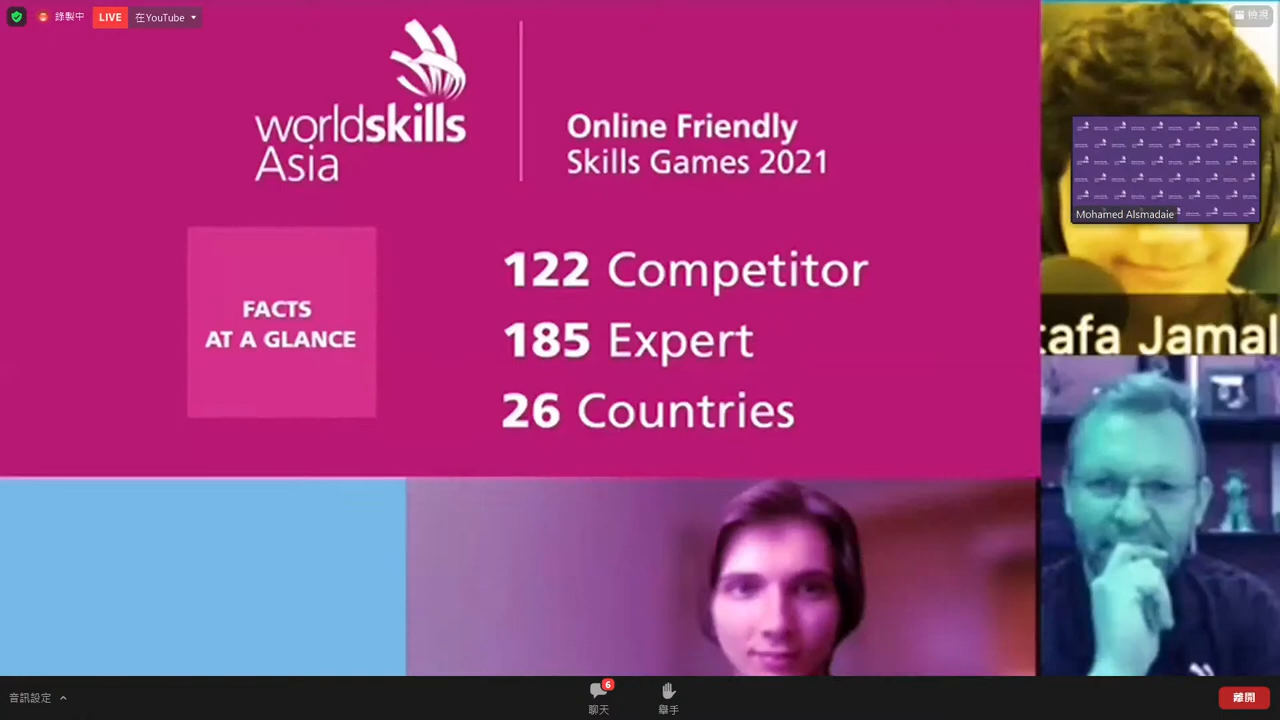 錄製中
LIVE
在YouTube
檢視
worldskills
Asia
Online Friendly
Skills Games 2021
FACTS
AT A GLANCE
122 Competitor
185 Expert
26 Countries
Mohamed Alsmadaie
tafa Jamal
音訊設定
6
聊天
舉手
離開